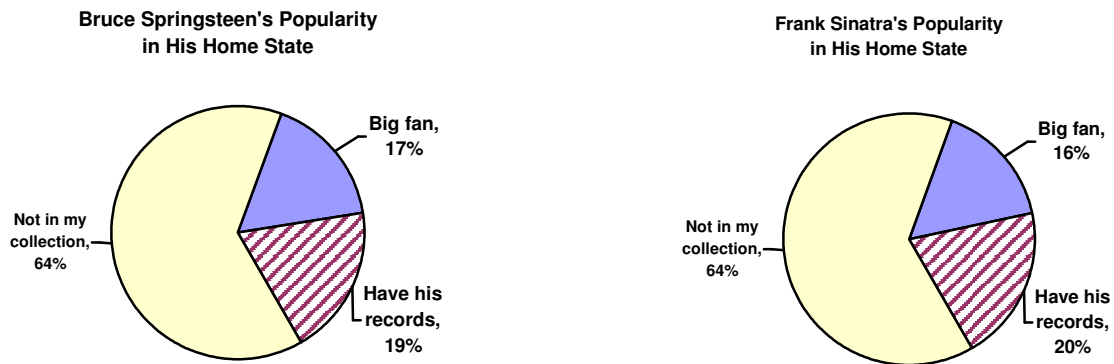 Bruce Springsteen's Popularity
in His Home State
Big fan,
17%
Not in my
collection,
64%
Have his
records,
19%
Frank Sinatra's Popularity
in His Home State
Big fan,
16%
Not in my
collection,
64%
Have his
records,
20%